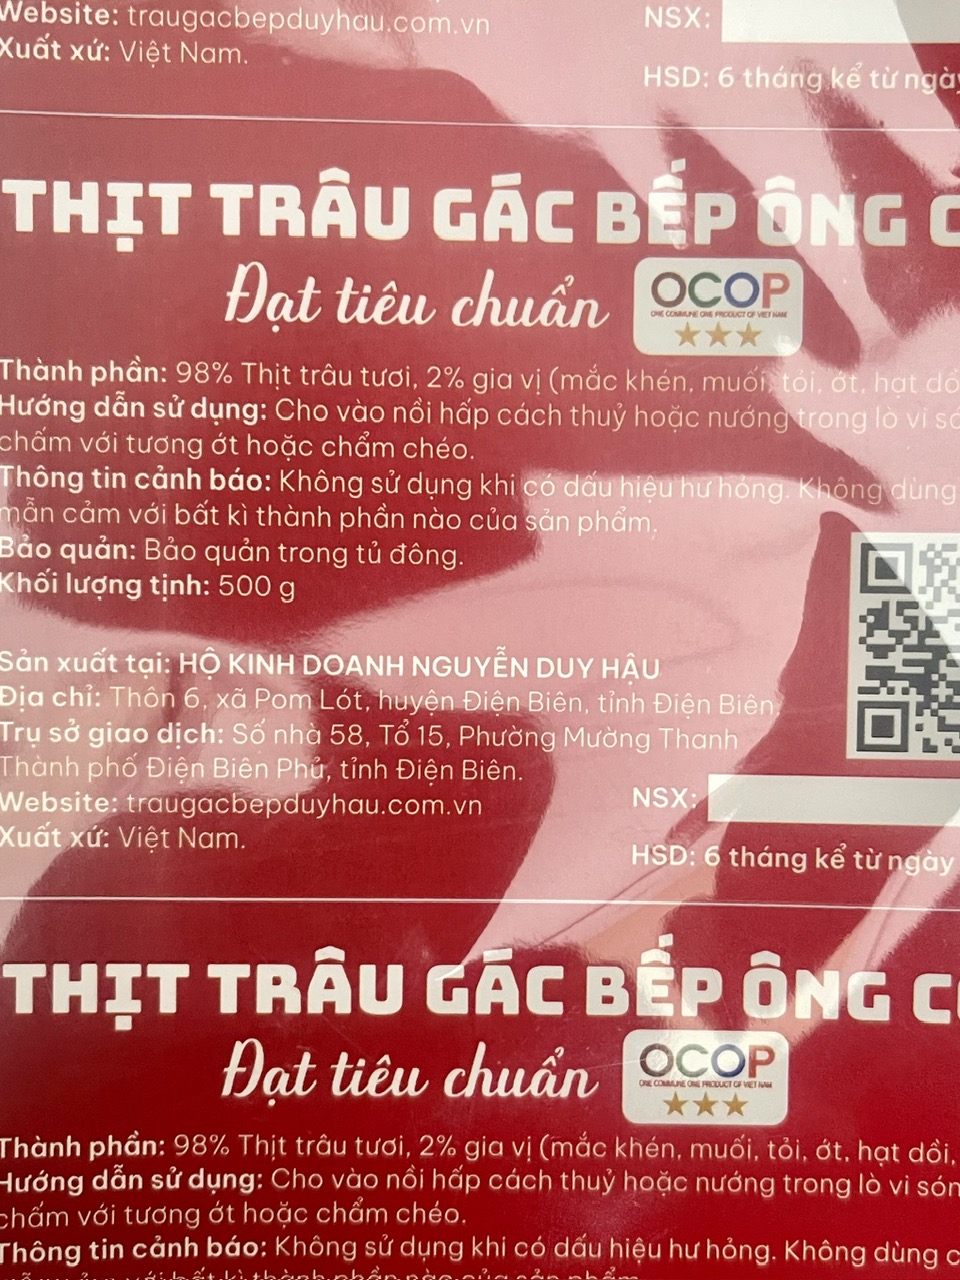 Website: traugacbepduyhau.com.vn
Xuất xứ: Việt Nam.
NSX:
HSD: 6 tháng kể từ ngày
THỊT TRÂU GÁC BẾP ÔNG
Đạt tiêu chuẩn
OCOP
ONE COMMUNE ONE PRODUCT OF VIET NAM
Thành phần: 98% Thịt trâu tươi, 2% gia vị (mắc khén, muối, tỏi, ớt, hạt
Hướng dẫn sử dụng: Cho vào nồi hấp cách thuỷ hoặc nướng trong lò vi
chấm với tương ớt hoặc chẩm chéo.
Thông tin cảnh báo: Không sử dụng khi có dấu hiệu hư hỏng. Không dùng
mẫn cảm với bất kì thành phần nào của sản phẩm.
Bảo quản: Bảo quản trong tủ đông.
Khối lượng tịnh: 500 g
Sản xuất tại: HỘ KINH DOANH NGUYỄN DUY HẬU
Địa chỉ: Thôn 6, xã Pom Lót, huyện Điện Biên, tỉnh Điện Biên.
Trụ sở giao dịch: Số nhà 58, Tổ 15, Phường Mường Thanh
Thành phố Điện Biên Phủ, tỉnh Điện Biên.
Website: traugacbepduyhau.com.vn
Xuất xứ: Việt Nam.
NSX:
HSD: 6 tháng kể từ ngày
THỊT TRÂU GÁC BẾP ÔNG
Đạt tiêu chuẩn
OCOP
ONE COMMUNE ONE PRODUCT OF VIET NAM
Thành phần: 98% Thịt trâu tươi, 2% gia vị (mắc khén, muối, tỏi, ớt, hạt dồi,
Hướng dẫn sử dụng: Cho vào nồi hấp cách thuỷ hoặc nướng trong lò vi
chấm với tương ớt hoặc chẩm chéo.
Thông tin cảnh báo: Không sử dụng khi có dấu hiệu hư hỏng. Không dùng